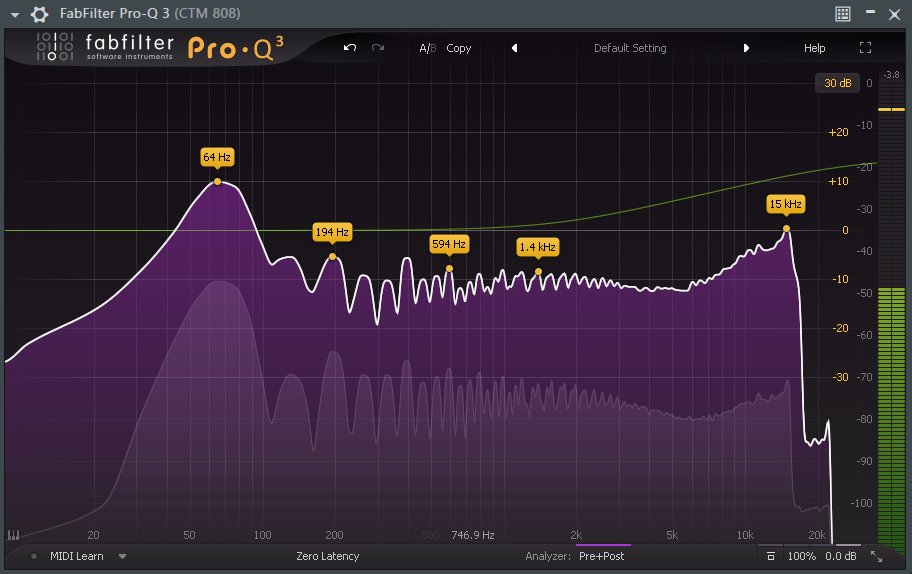 FabFilter Pro-Q 3 (CTM 808)
fabfilter
software instruments
Pro·Q³
A/B
Copy
Default Setting
Help
-3.8
30 dB
0
+20
-10
+10
-20
0
-30
-10
-40
-20
-50
-30
-60
-70
-80
-90
-100
64 Hz
194 Hz
594 Hz
1.4 kHz
15 kHz
20
50
100
200
500
746.9 Hz
2k
5k
10k
20k
MIDI Learn
Zero Latency
Analyzer:
Pre+Post
100%
0.0 dB